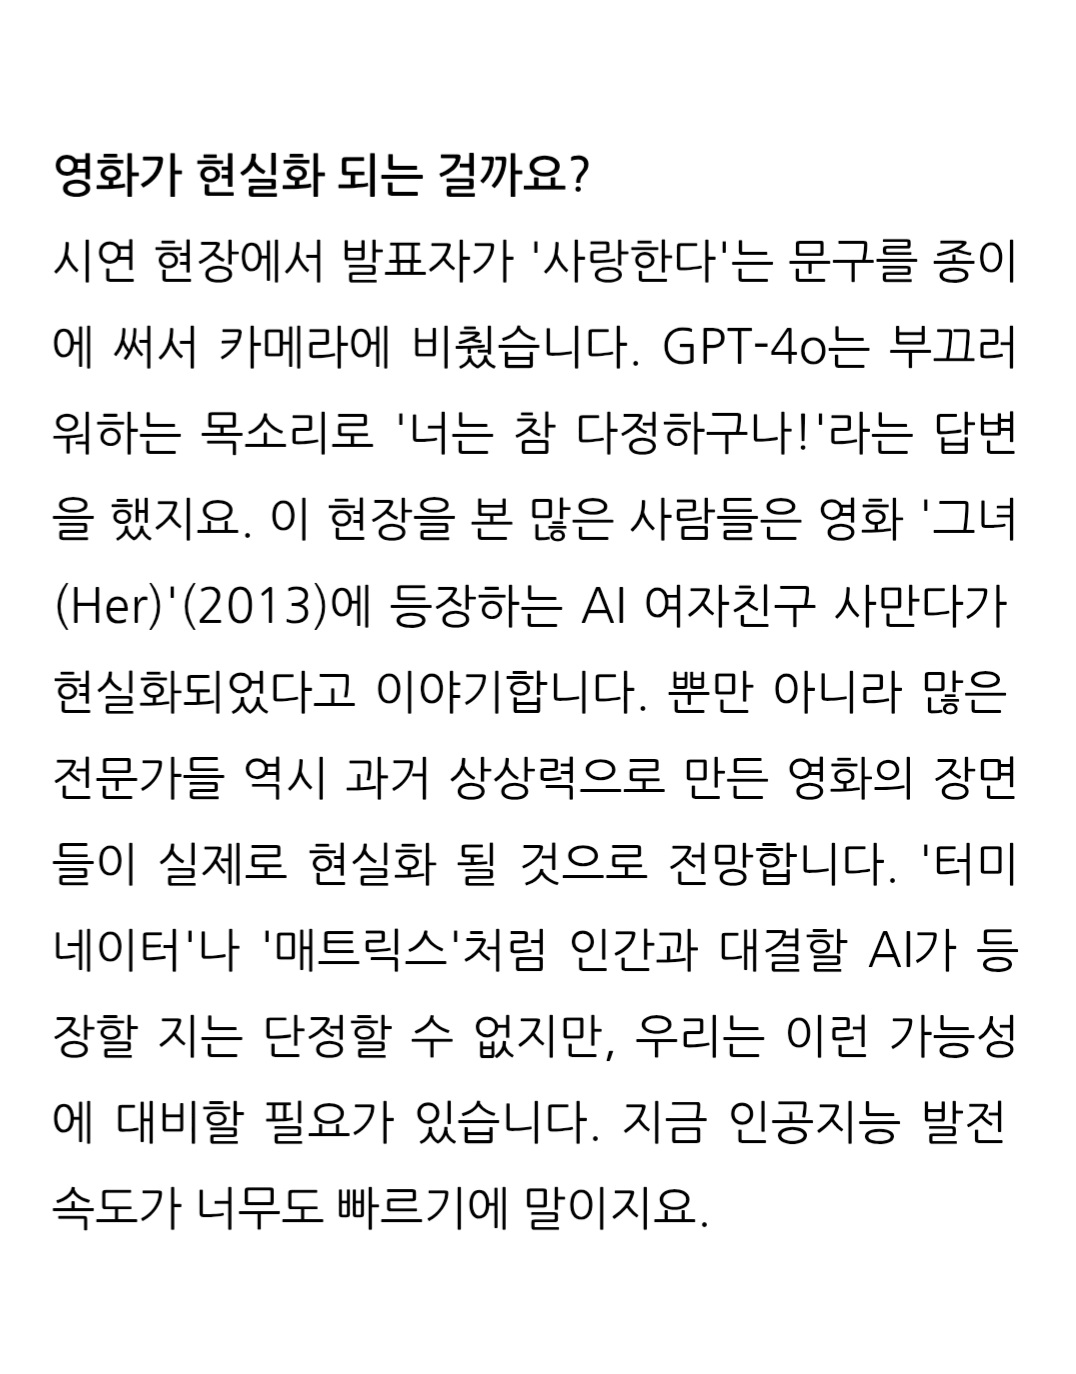 영화가 현실화 되는 걸까요?
시연 현장에서 발표자가 '사랑한다'는 문구를 종이
에 써서 카메라에 비췄습니다. GPT-4o는 부끄러
워하는 목소리로 '너는 참 다정하구나!'라는 답변
을 했지요. 이 현장을 본 많은 사람들은 영화 '그녀
(Her)'(2013)에 등장하는 AI 여자친구 사만다가
현실화되었다고 이야기합니다. 뿐만 아니라 많은
전문가들 역시 과거 상상력으로 만든 영화의 장면
들이 실제로 현실화 될 것으로 전망합니다. '터미
네이터'나 '매트릭스'처럼 인간과 대결할 AI가 등
장할 지는 단정할 수 없지만, 우리는 이런 가능성
에 대비할 필요가 있습니다. 지금 인공지능 발전
속도가 너무도 빠르기에 말이지요.